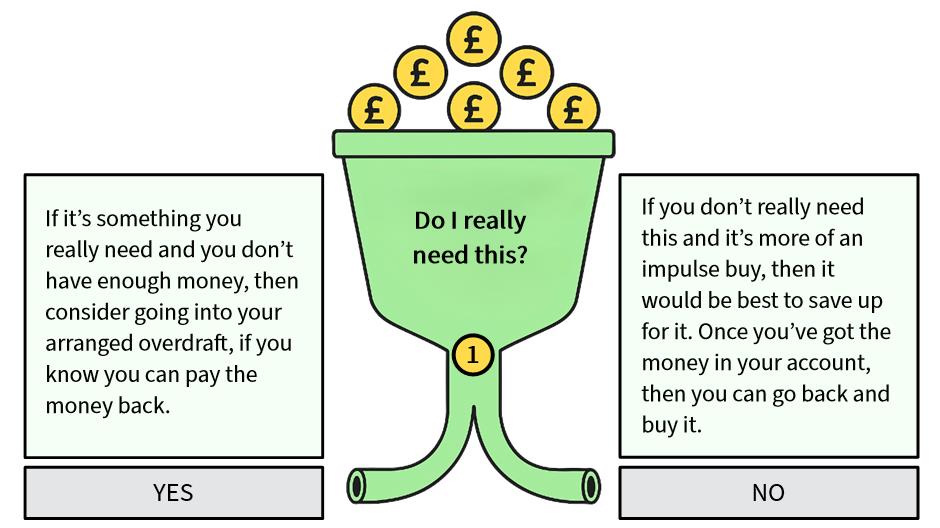 £
£ £
£ £ £
Do I really
need this?
1
If it’s something you
really need and you don’t
have enough money, then
consider going into your
arranged overdraft, if you
know you can pay the
money back.
YES
If you don’t really need
this and it’s more of an
impulse buy, then it
would be best to save up
for it. Once you’ve got the
money in your account,
then you can go back and
buy it.
NO